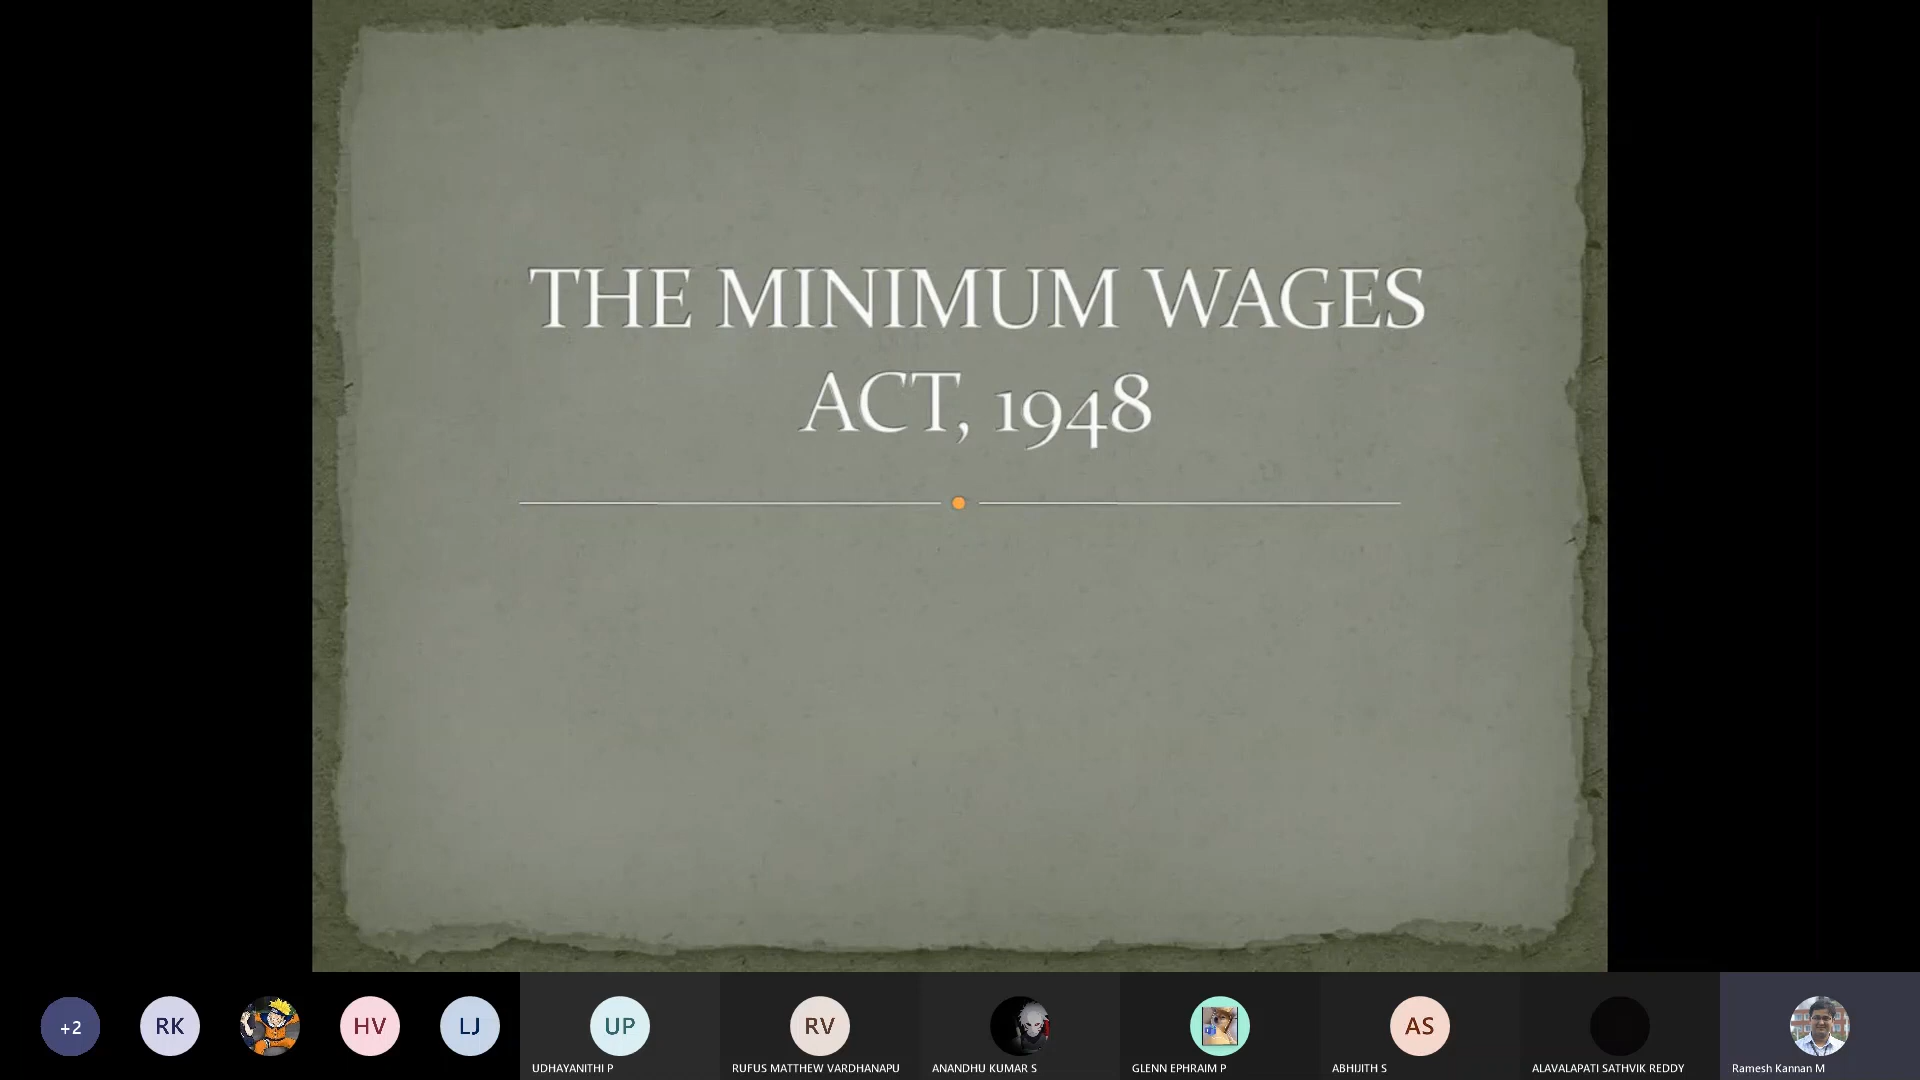 THE MINIMUM WAGES
ACT, 1948
+2
RK
HV
LJ
UP
RV
AS
UDHAYANITHI P
RUFUS MATTHEW VARDHANAPU
ANANDHU KUMAR S
GLENN EPHRAIM P
ABHIJITH S
ALAVALAPATI SATHVIK REDDY
Ramesh Kannan M